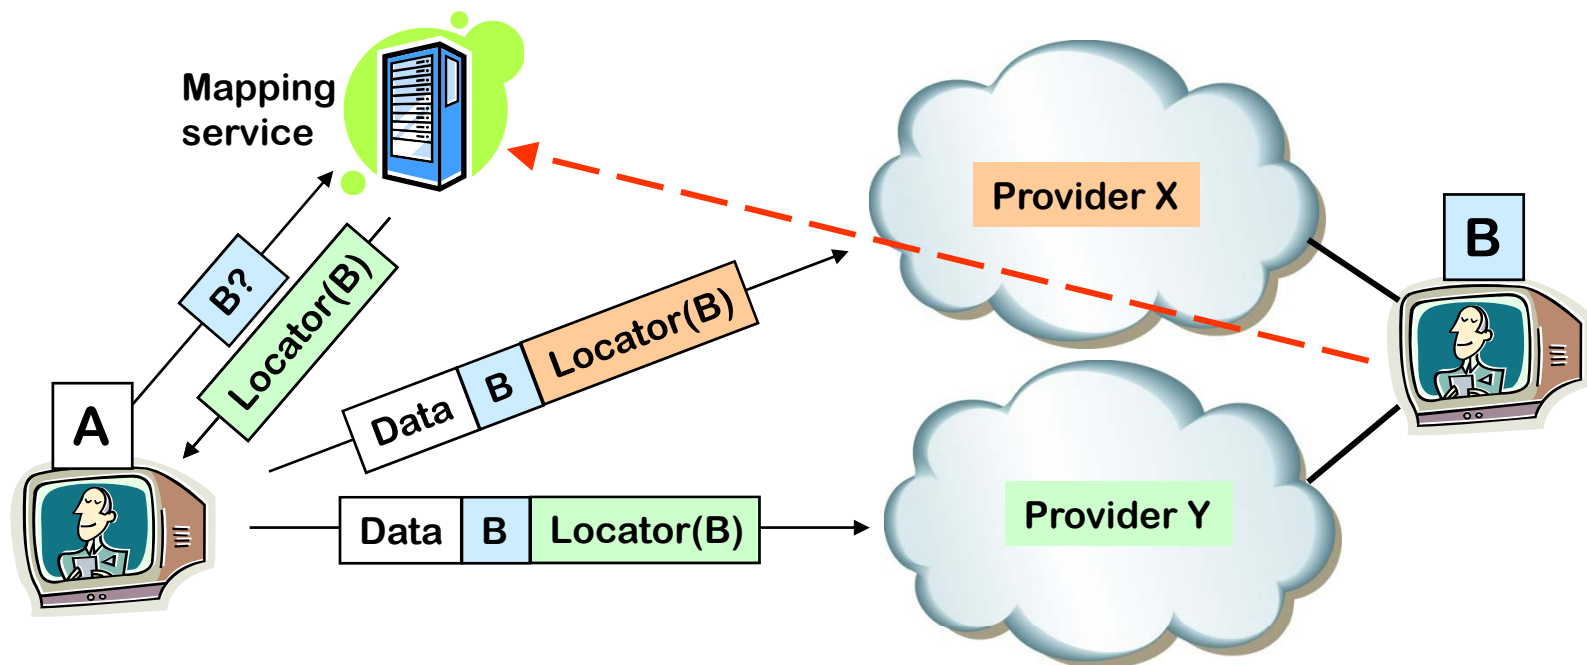 Mapping
service
Provider X
B
B?
Locator(B)
Data B Locator(B)
A
Data B Locator(B)
Provider Y